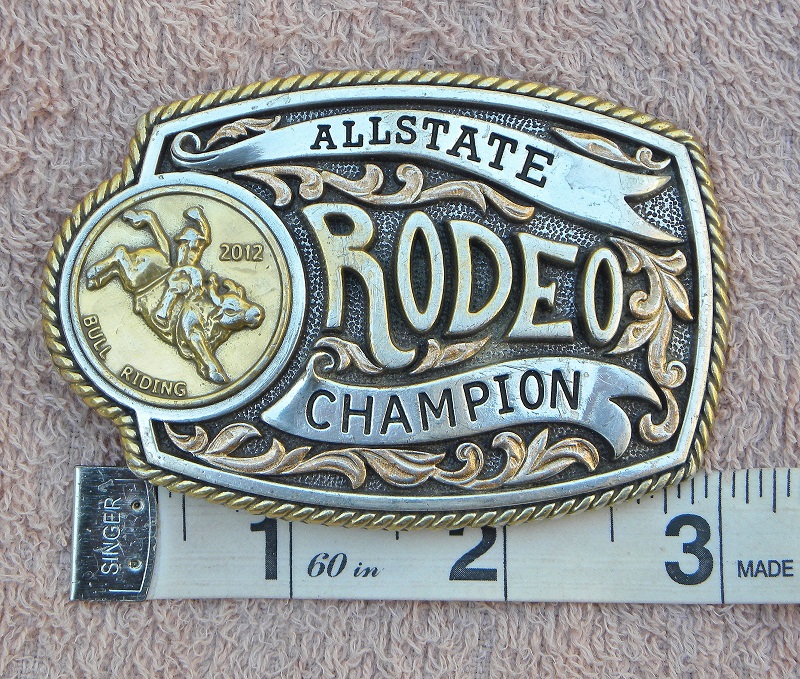 ALLSTATE
RODEO
CHAMPION
2012
BULL RIDING
SINGER
1 60 in 2 3 MADE